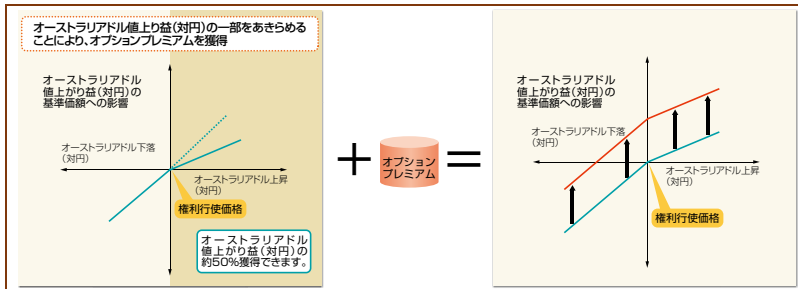 オーストラリアドル値上り益(対円)の一部をあきらめる
ことにより、オプションプレミアムを獲得
オーストラリアドル
値上がり益(対円)の
基準価額への影響
オーストラリアドル下落
(対円)
オーストラリアドル上昇
(対円)
権利行使価格
オーストラリアドル
値上がり益(対円)の
約50%獲得できます。
+
オプション
プレミアム
=
オーストラリアドル
値上がり益(対円)の
基準価額への影響
オーストラリアドル下落
(対円)
オーストラリアドル上昇
(対円)
権利行使価格